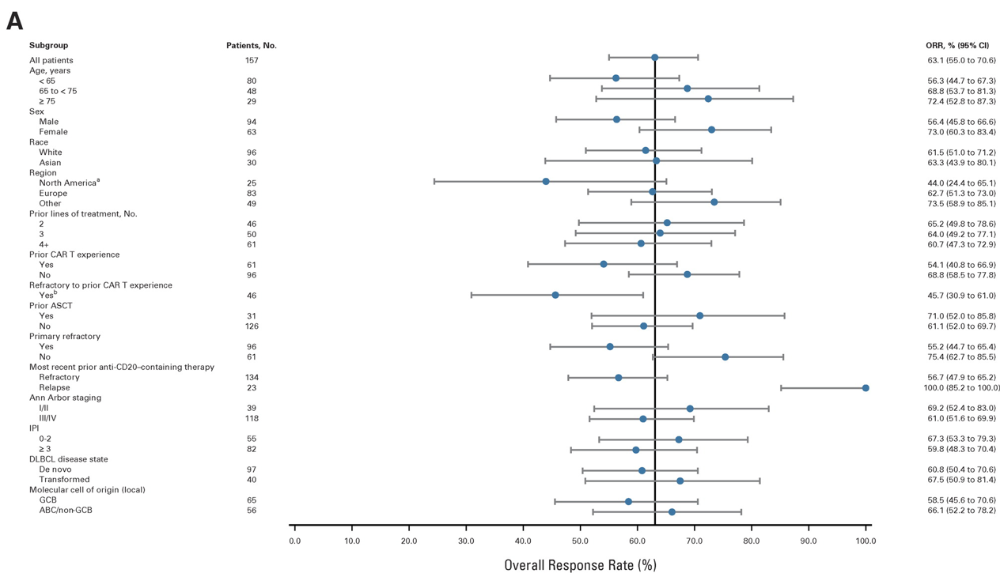 A
Subgroup Patients, No. ORR, % (95% CI)
All patients 157 63.1 (55.0 to 70.6)
Age, years
< 65 80 56.3 (44.7 to 67.3)
65 to < 75 48 68.8 (53.7 to 81.3)
≥ 75 29 72.4 (52.8 to 87.3)
Sex
Male 94 56.4 (45.8 to 66.6)
Female 63 73.0 (60.3 to 83.4)
Race
White 96 61.5 (51.0 to 71.2)
Asian 30 63.3 (43.9 to 80.1)
Region
North Americaᵃ 25 44.0 (24.4 to 65.1)
Europe 83 62.7 (51.3 to 73.0)
Other 49 73.5 (58.9 to 85.1)
Prior lines of treatment, No.
2 46 65.2 (49.8 to 78.6)
3 50 64.0 (49.2 to 77.1)
4+ 61 60.7 (47.3 to 72.9)
Prior CAR T experience
Yes 61 54.1 (40.8 to 66.9)
No 96 68.8 (58.5 to 77.8)
Refractory to prior CAR T experience
Yesᵇ 46 45.7 (30.9 to 61.0)
Prior ASCT
Yes 31 71.0 (52.0 to 85.8)
No 126 61.1 (52.0 to 69.7)
Primary refractory
Yes 96 55.2 (44.7 to 65.4)
No 61 75.4 (62.7 to 85.5)
Most recent prior anti-CD20–containing therapy
Refractory 134 56.7 (47.9 to 65.2)
Relapse 23 100.0 (85.2 to 100.0)
Ann Arbor staging
I/II 39 69.2 (52.4 to 83.0)
III/IV 118 61.0 (51.6 to 69.9)
IPI
0-2 55 67.3 (53.3 to 79.3)
≥ 3 82 59.8 (48.3 to 70.4)
DLBCL disease state
De novo 97 60.8 (50.4 to 70.6)
Transformed 40 67.5 (50.9 to 81.4)
Molecular cell of origin (local)
GCB 65 58.5 (45.6 to 70.6)
ABC/non-GCB 56 66.1 (52.2 to 78.2)
0.0 10.0 20.0 30.0 40.0 50.0 60.0 70.0 80.0 90.0 100.0
Overall Response Rate (%)